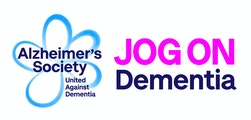 Alzheimer's
Society
United
Against
Dementia
JOG ON
Dementia